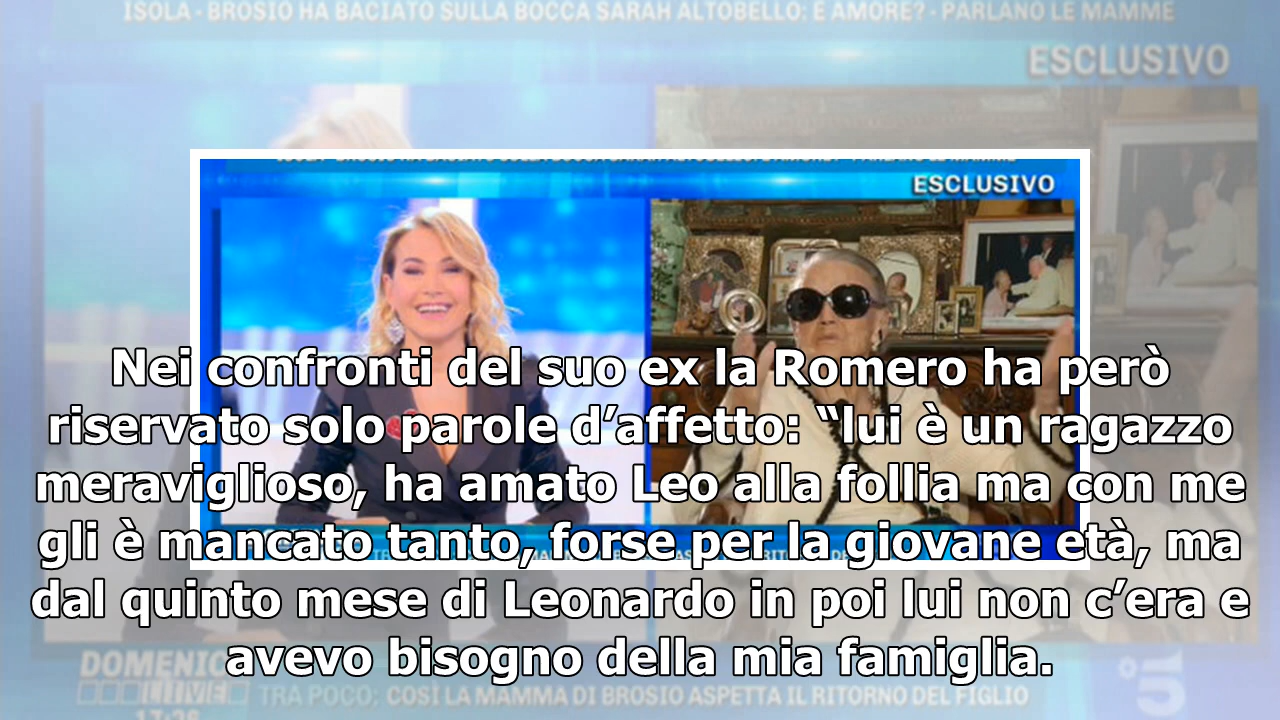 ISOLA - BROSIO HA BACIATO SULLA BOCCA SARAH ALTOBELLO: È AMORE? - PARLANO LE MAMME
ESCLUSIVO
ESCLUSIVO
Nei confronti del suo ex la Romero ha però
riservato solo parole d’affetto: “lui è un ragazzo
meraviglioso, ha amato Leo alla follia ma con me
gli è mancato tanto, forse per la giovane età, ma
dal quinto mese di Leonardo in poi lui non c’era e
avevo bisogno della mia famiglia.
DOMENIC
LIVE
TRA POCO: COSÌ LA MAMMA DI BROSIO ASPETTA IL RITORNO DEL FIGLIO
5